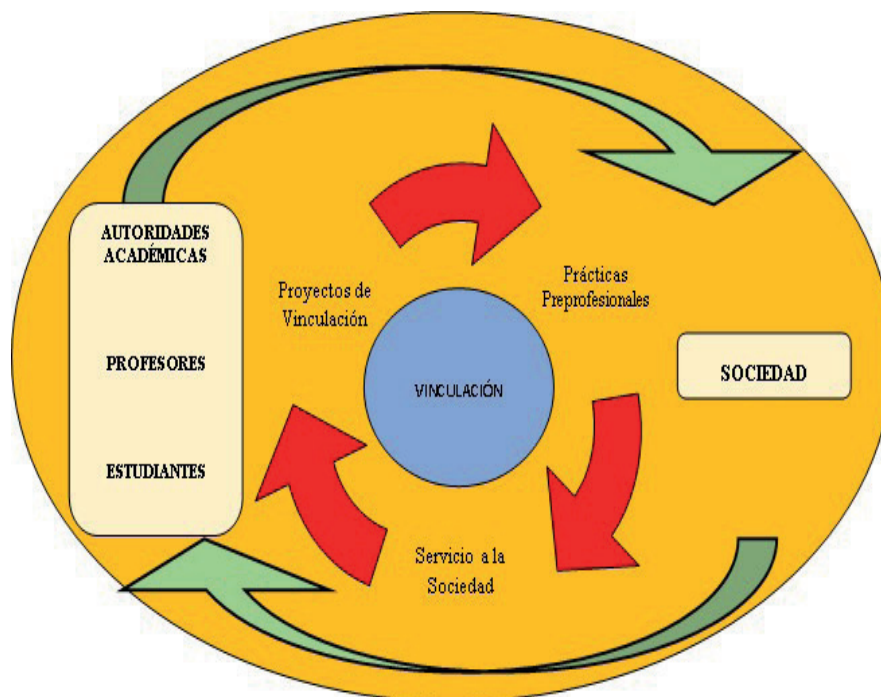 AUTORIDADES
ACADÉMICAS
PROFESORES
ESTUDIANTES
Proyectos de
Vinculación
Prácticas
Preprofesionales
VINCULACIÓN
Servicio a la
Sociedad
SOCIEDAD